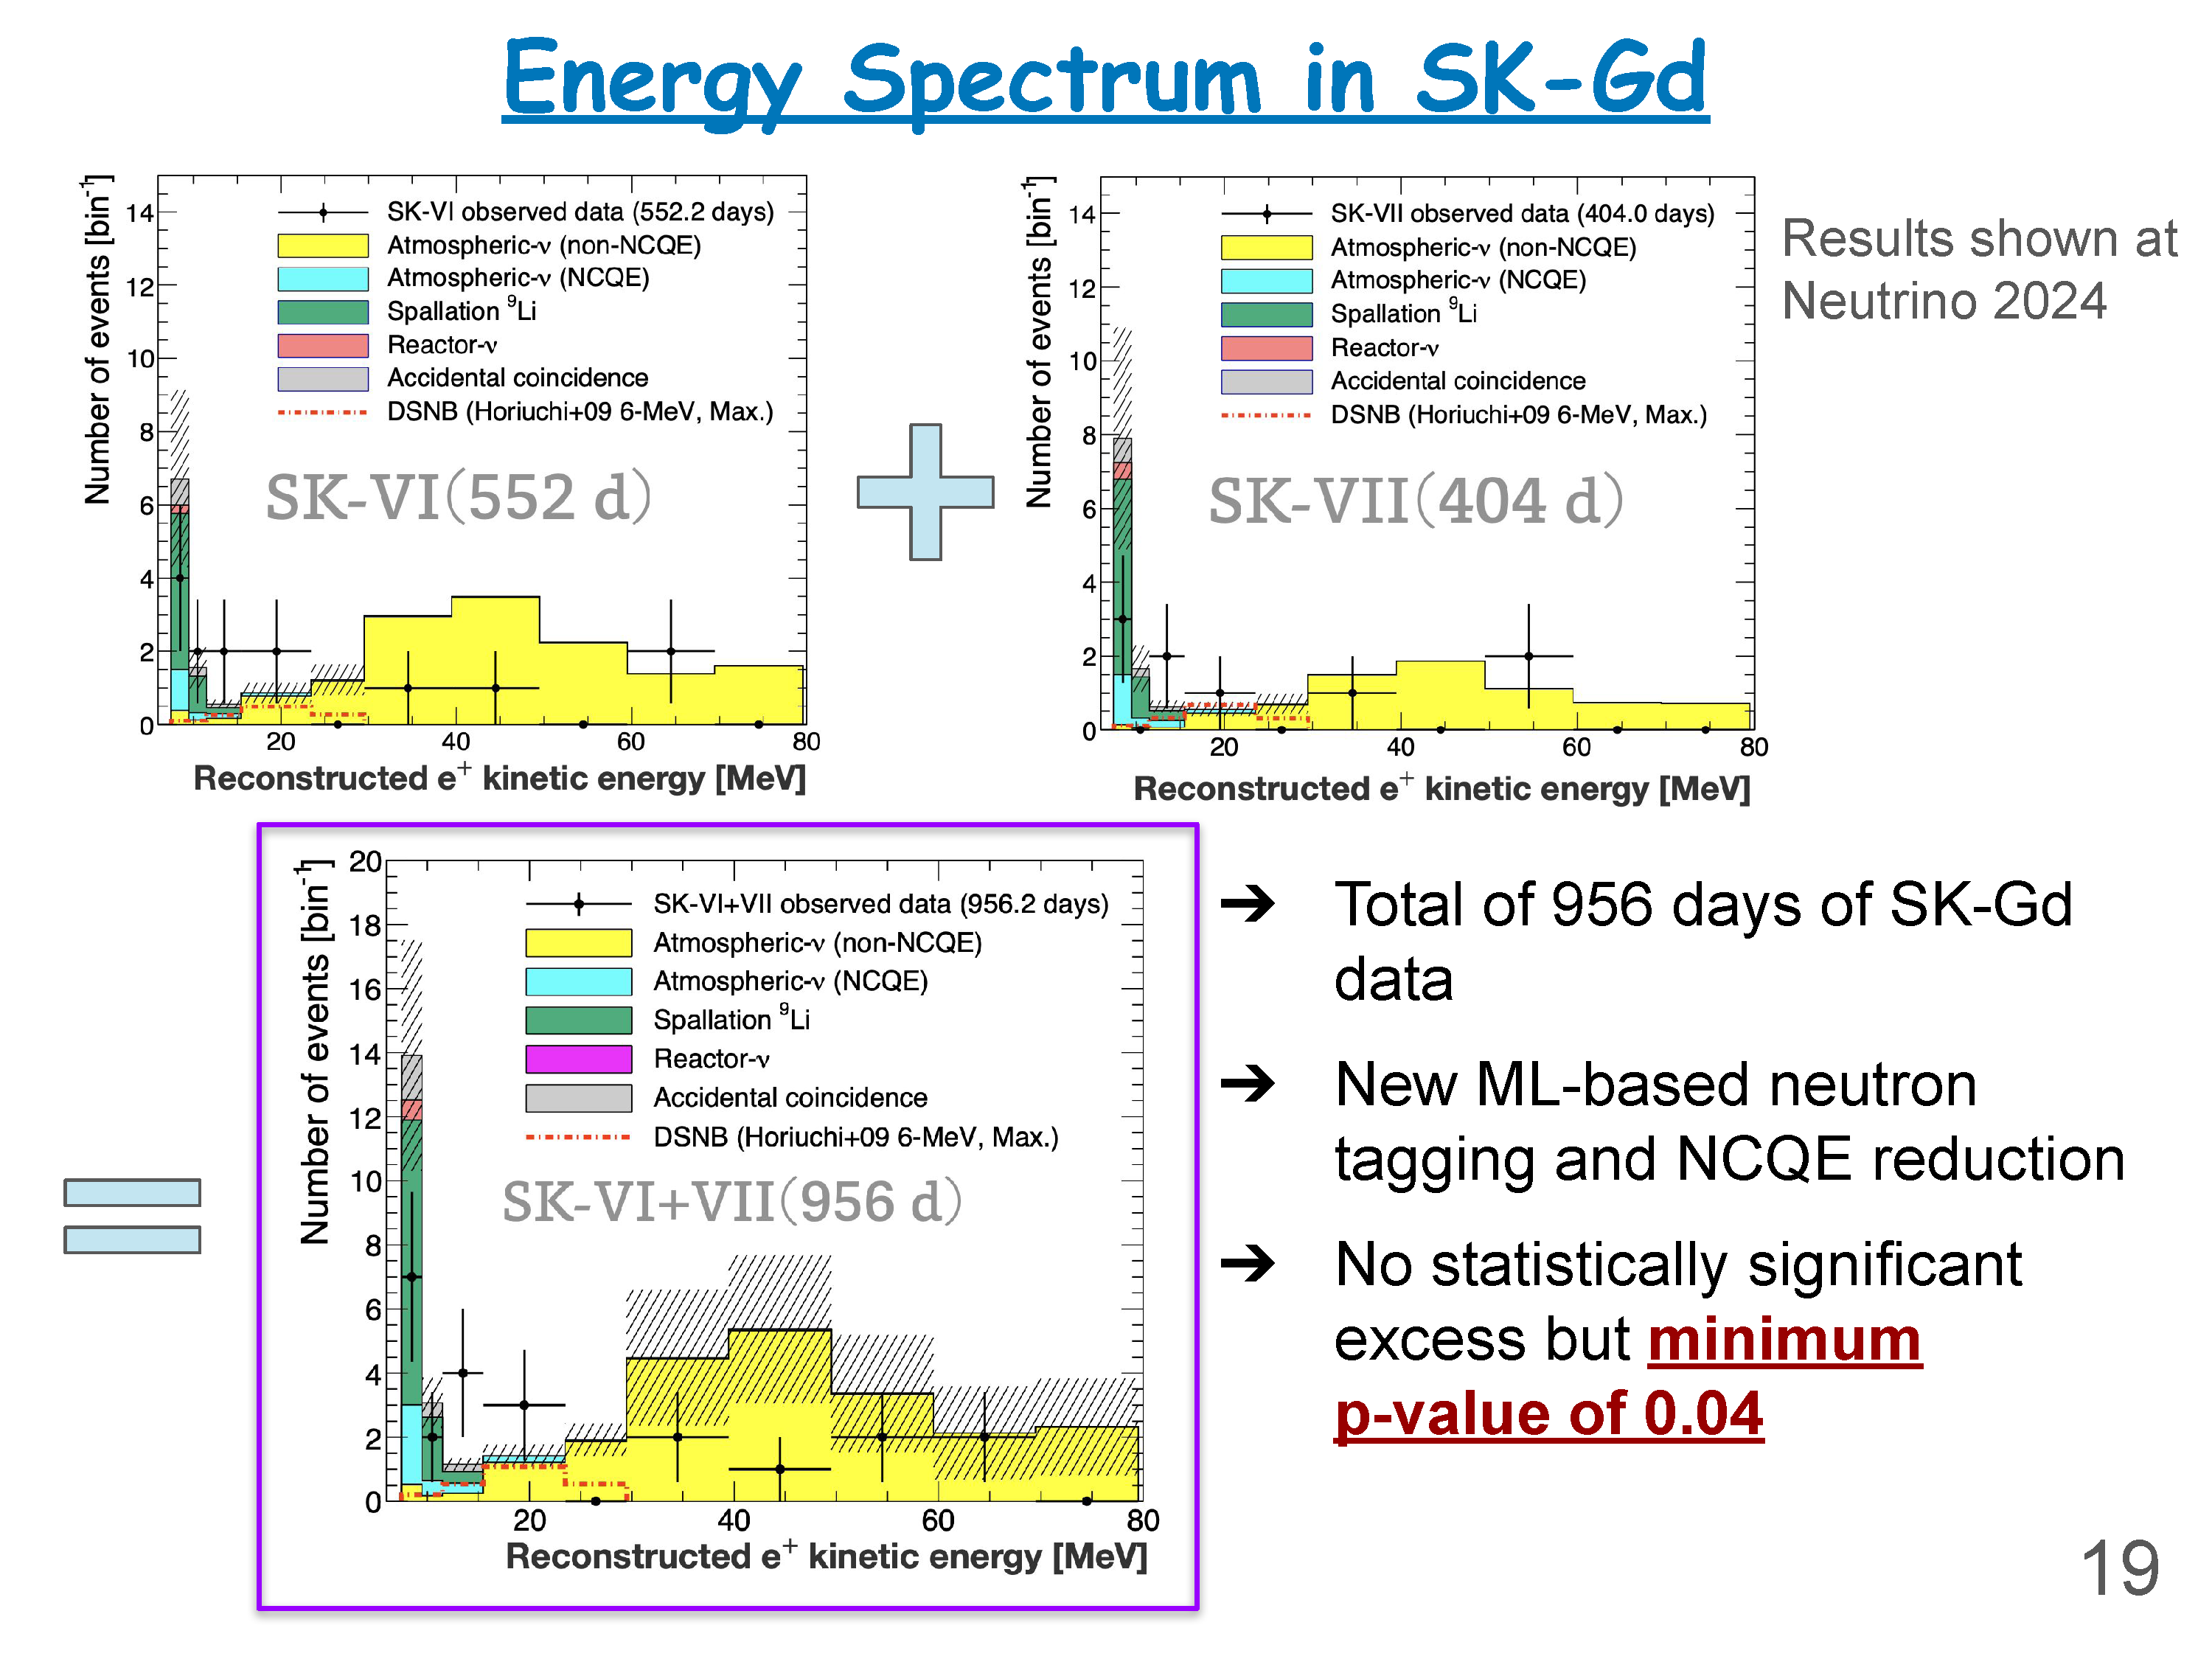 Energy Spectrum in SK-Gd
Number of events [bin⁻¹]
14
12
10
8
6
4
2
0
SK-VI observed data (552.2 days)
Atmospheric-ν (non-NCQE)
Atmospheric-ν (NCQE)
Spallation ⁹Li
Reactor-ν
Accidental coincidence
DSNB (Horiuchi+09 6-MeV, Max.)
SK-VI(552 d)
20 40 60 80
Reconstructed e⁺ kinetic energy [MeV]
Number of events [bin⁻¹]
14
12
10
8
6
4
2
0
SK-VII observed data (404.0 days)
Atmospheric-ν (non-NCQE)
Atmospheric-ν (NCQE)
Spallation ⁹Li
Reactor-ν
Accidental coincidence
DSNB (Horiuchi+09 6-MeV, Max.)
SK-VII(404 d)
20 40 60 80
Reconstructed e⁺ kinetic energy [MeV]
Results shown at
Neutrino 2024
Number of events [bin⁻¹]
20
18
16
14
12
10
8
6
4
2
0
SK-VI+VII observed data (956.2 days)
Atmospheric-ν (non-NCQE)
Atmospheric-ν (NCQE)
Spallation ⁹Li
Reactor-ν
Accidental coincidence
DSNB (Horiuchi+09 6-MeV, Max.)
SK-VI+VII(956 d)
20 40 60 80
Reconstructed e⁺ kinetic energy [MeV]
➔ Total of 956 days of SK-Gd
data
➔ New ML-based neutron
tagging and NCQE reduction
➔ No statistically significant
excess but minimum
p-value of 0.04
19